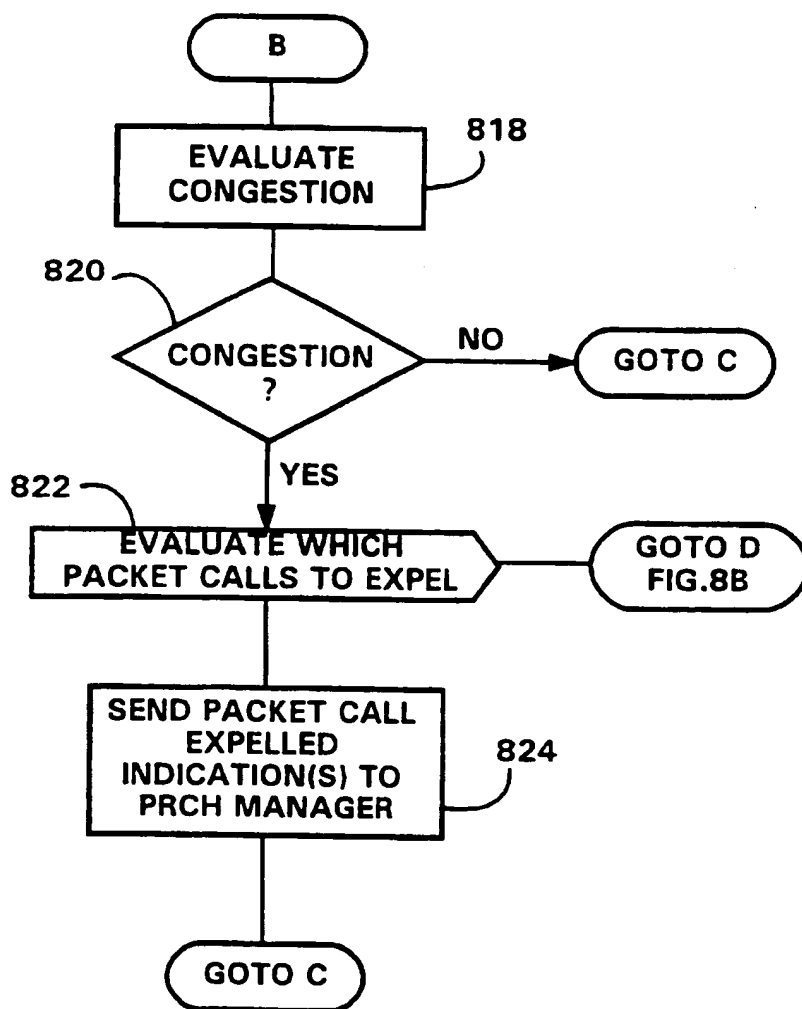 B
818
EVALUATE
CONGESTION
820
CONGESTION
?
NO
GOTO C
YES
822
EVALUATE WHICH
PACKET CALLS TO EXPEL
GOTO D
FIG.8B
SEND PACKET CALL
EXPELLED
INDICATION(S) TO
PRCH MANAGER
824
GOTO C